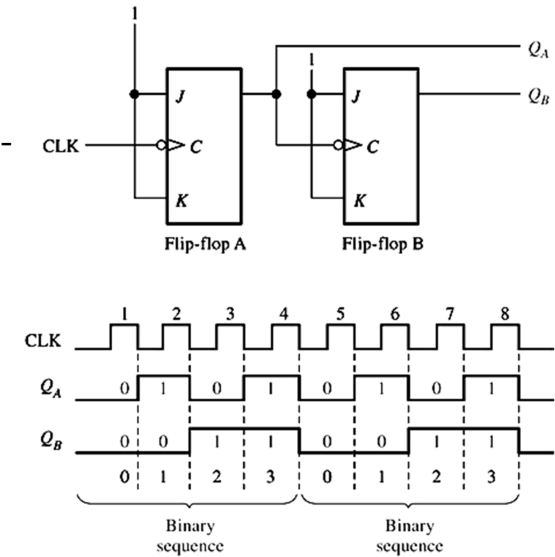 1
Q_A
1
J
J
Q_B
CLK
C
C
K
K
Flip-flop A
Flip-flop B
1 2 3 4 5 6 7 8
CLK
Q_A 0 1 0 1 0 1 0 1
Q_B 0 0 1 1 0 0 1 1
0 1 2 3 0 1 2 3
Binary
sequence
Binary
sequence